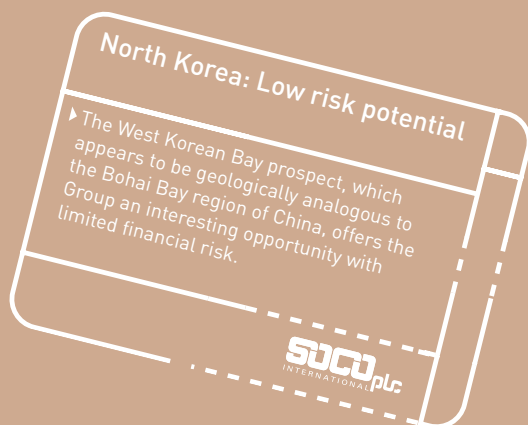 North Korea: Low risk potential
The West Korean Bay prospect, which
appears to be geologically analogous to
the Bohai Bay region of China, offers the
Group an interesting opportunity with
limited financial risk.
SOCO
INTERNATIONAL plc